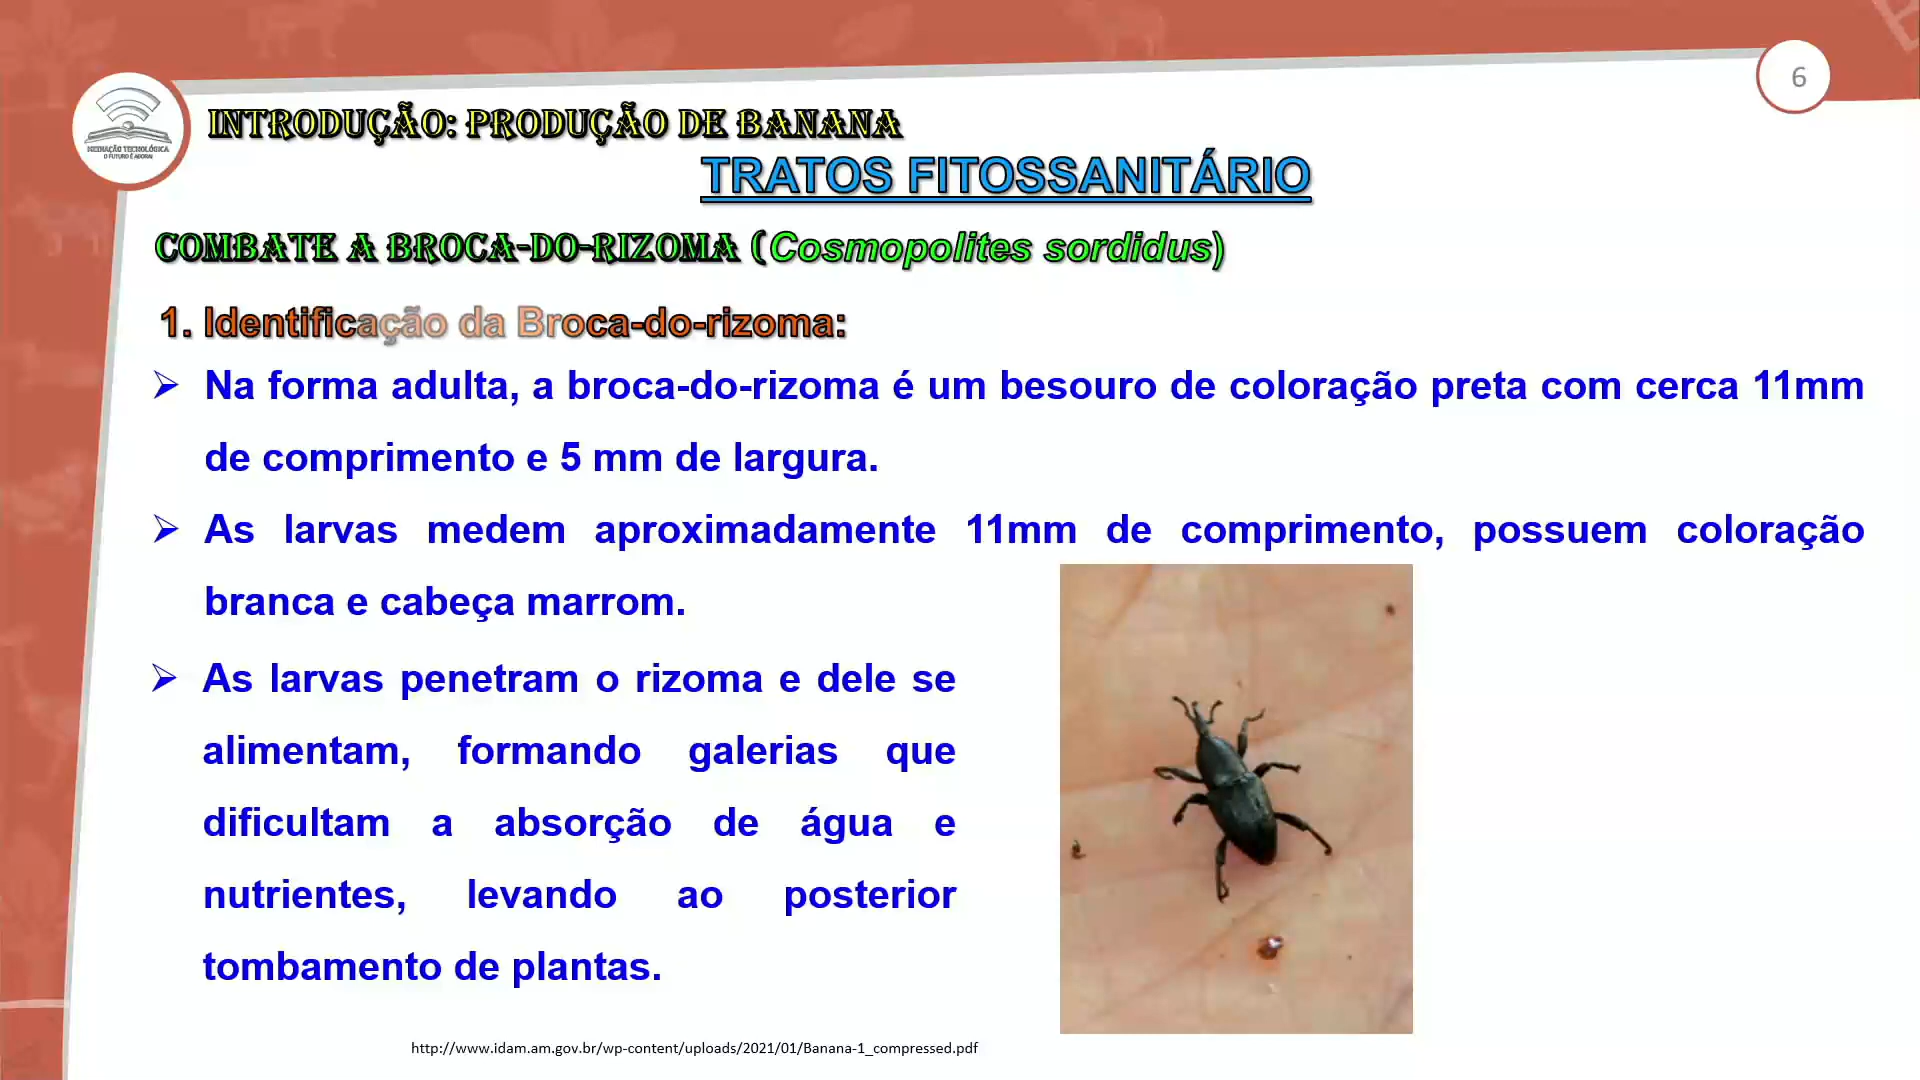 6
MEDIAÇÃO TECNOLÓGICA
O FUTURO É AGORA!
INTRODUÇÃO: PRODUÇÃO DE BANANA
TRATOS FITOSSANITÁRIO
COMBATE A BROCA-DO-RIZOMA (Cosmopolites sordidus)
1. Identificação da Broca-do-rizoma:
➢ Na forma adulta, a broca-do-rizoma é um besouro de coloração preta com cerca 11mm
de comprimento e 5 mm de largura.
➢ As larvas medem aproximadamente 11mm de comprimento, possuem coloração
branca e cabeça marrom.
➢ As larvas penetram o rizoma e dele se
alimentam, formando galerias que
dificultam a absorção de água e
nutrientes, levando ao posterior
tombamento de plantas.
http://www.idam.am.gov.br/wp-content/uploads/2021/01/Banana-1_compressed.pdf